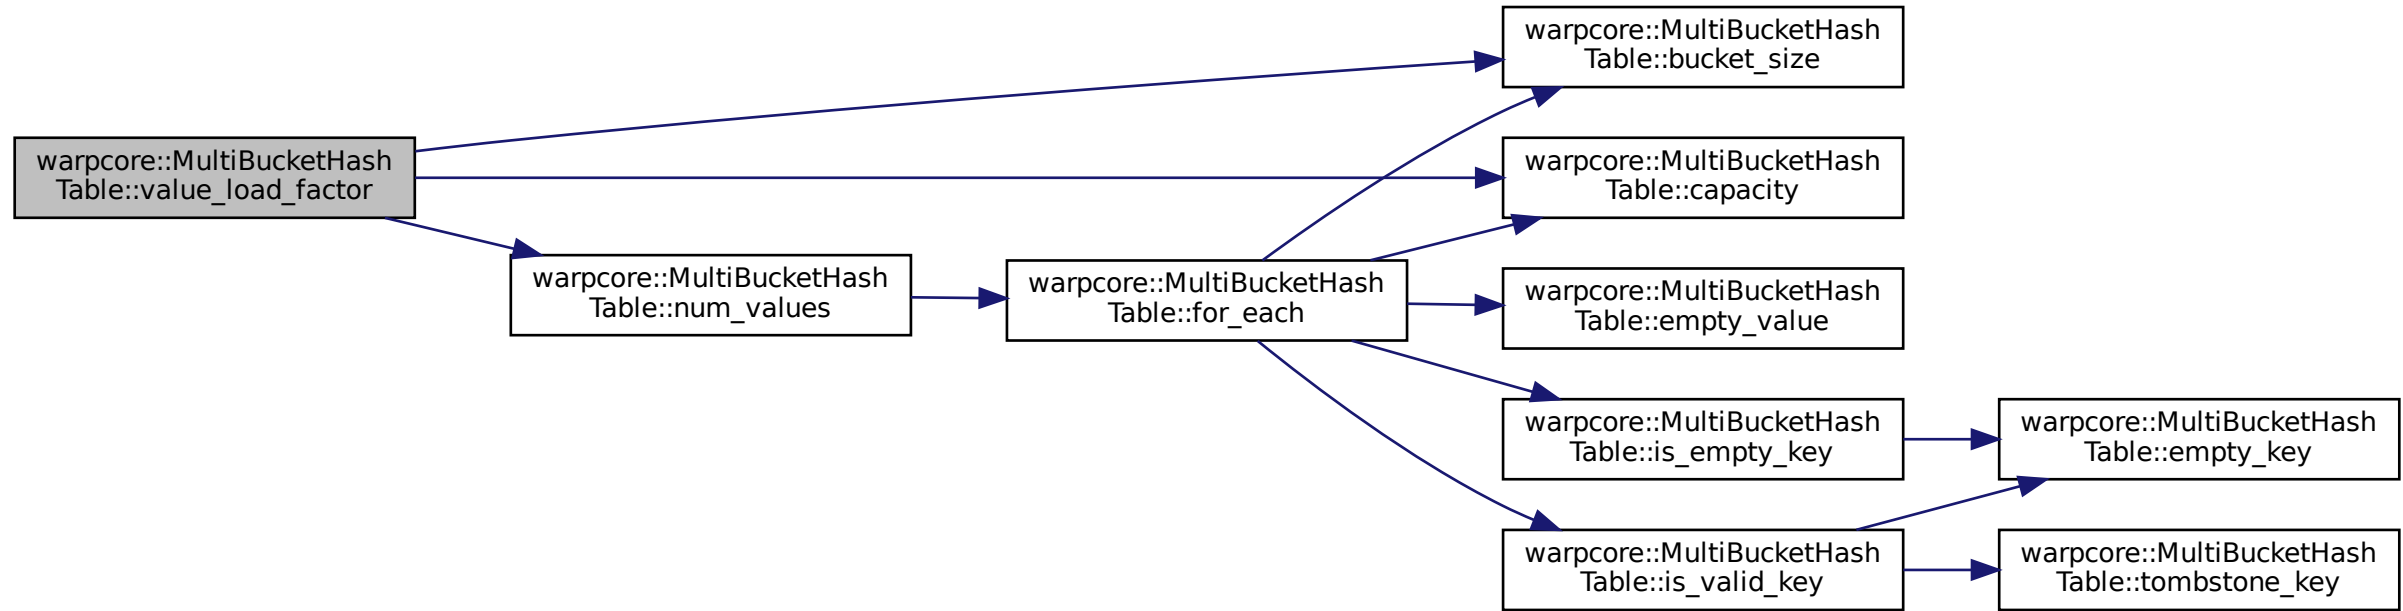 warpcore::MultiBucketHash
Table::value_load_factor
warpcore::MultiBucketHash
Table::num_values
warpcore::MultiBucketHash
Table::for_each
warpcore::MultiBucketHash
Table::bucket_size
warpcore::MultiBucketHash
Table::capacity
warpcore::MultiBucketHash
Table::empty_value
warpcore::MultiBucketHash
Table::is_empty_key
warpcore::MultiBucketHash
Table::is_valid_key
warpcore::MultiBucketHash
Table::empty_key
warpcore::MultiBucketHash
Table::tombstone_key